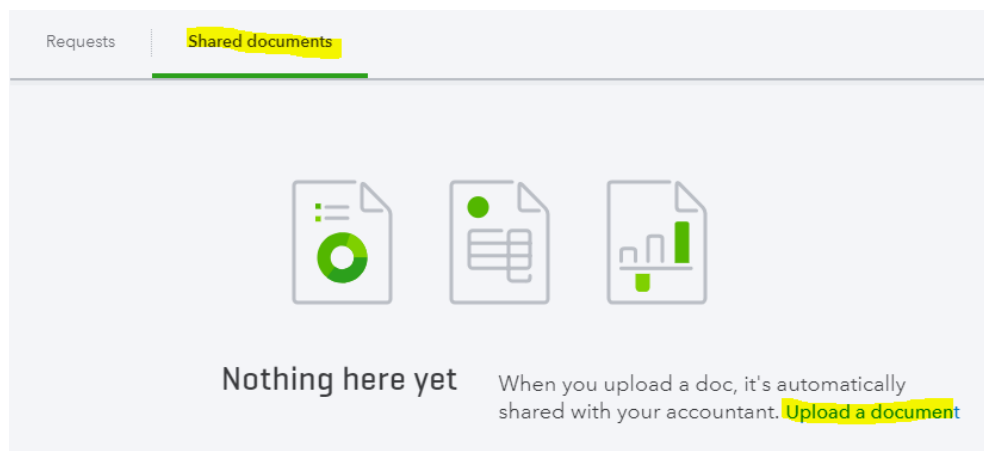 Requests
Shared documents
Nothing here yet
When you upload a doc, it's automatically
shared with your accountant. Upload a document